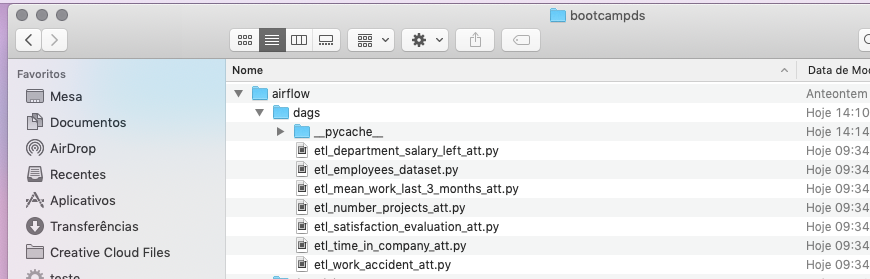 bootcampds
Favoritos
Mesa
Documentos
AirDrop
Recentes
Aplicativos
Transferências
Creative Cloud Files
teste
Nome
Data de Mo
airflow
Anteontem
dags
Hoje 14:10
__pycache__
Hoje 14:14
etl_department_salary_left_att.py
Hoje 09:34
etl_employees_dataset.py
Hoje 09:34
etl_mean_work_last_3_months_att.py
Hoje 09:34
etl_number_projects_att.py
Hoje 09:34
etl_satisfaction_evaluation_att.py
Hoje 09:34
etl_time_in_company_att.py
Hoje 09:34
etl_work_accident_att.py
Hoje 09:34